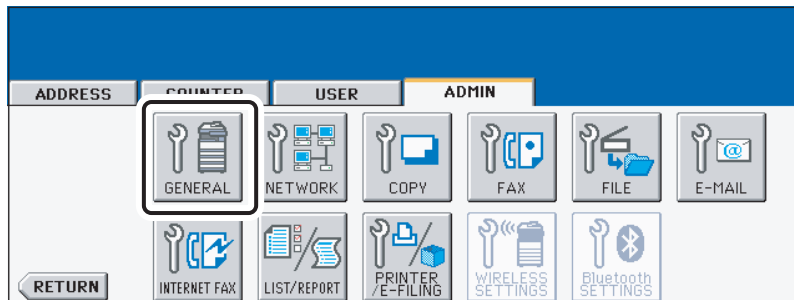 ADDRESS COUNTER USER ADMIN
GENERAL NETWORK COPY FAX FILE E-MAIL
INTERNET FAX LIST/REPORT PRINTER /E-FILING WIRELESS SETTINGS Bluetooth SETTINGS
RETURN